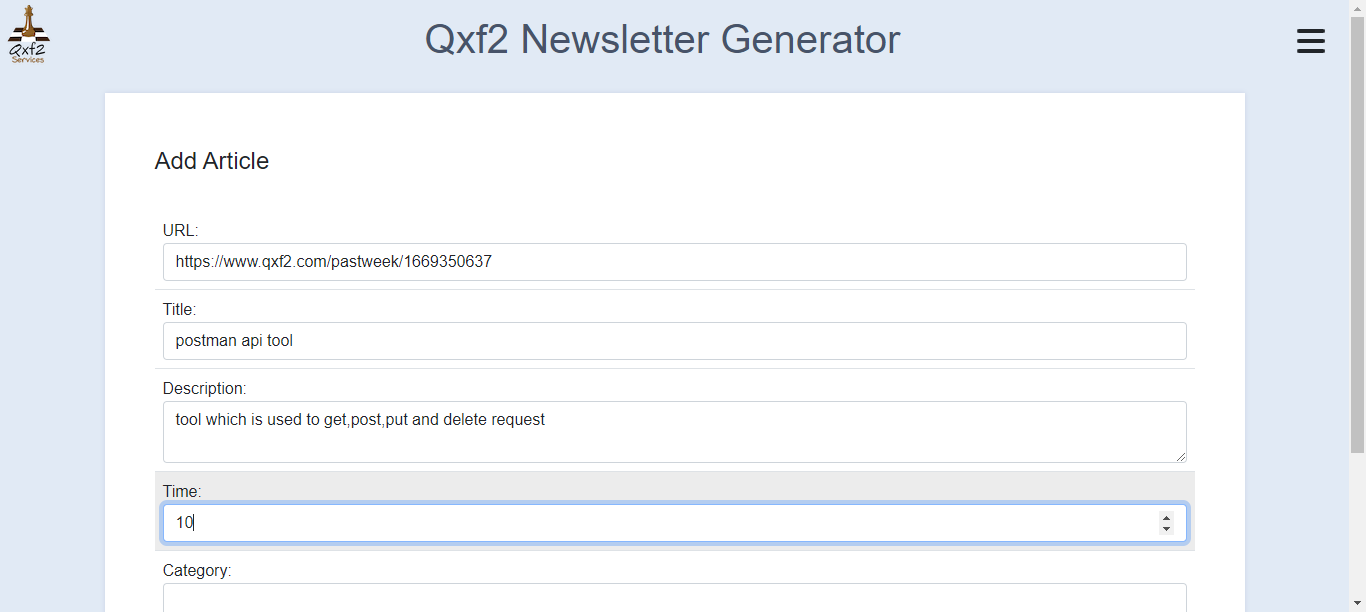 Qxf2
Services
Qxf2 Newsletter Generator
Add Article
URL:
https://www.qxf2.com/pastweek/1669350637
Title:
postman api tool
Description:
tool which is used to get,post,put and delete request
Time:
10
Category: